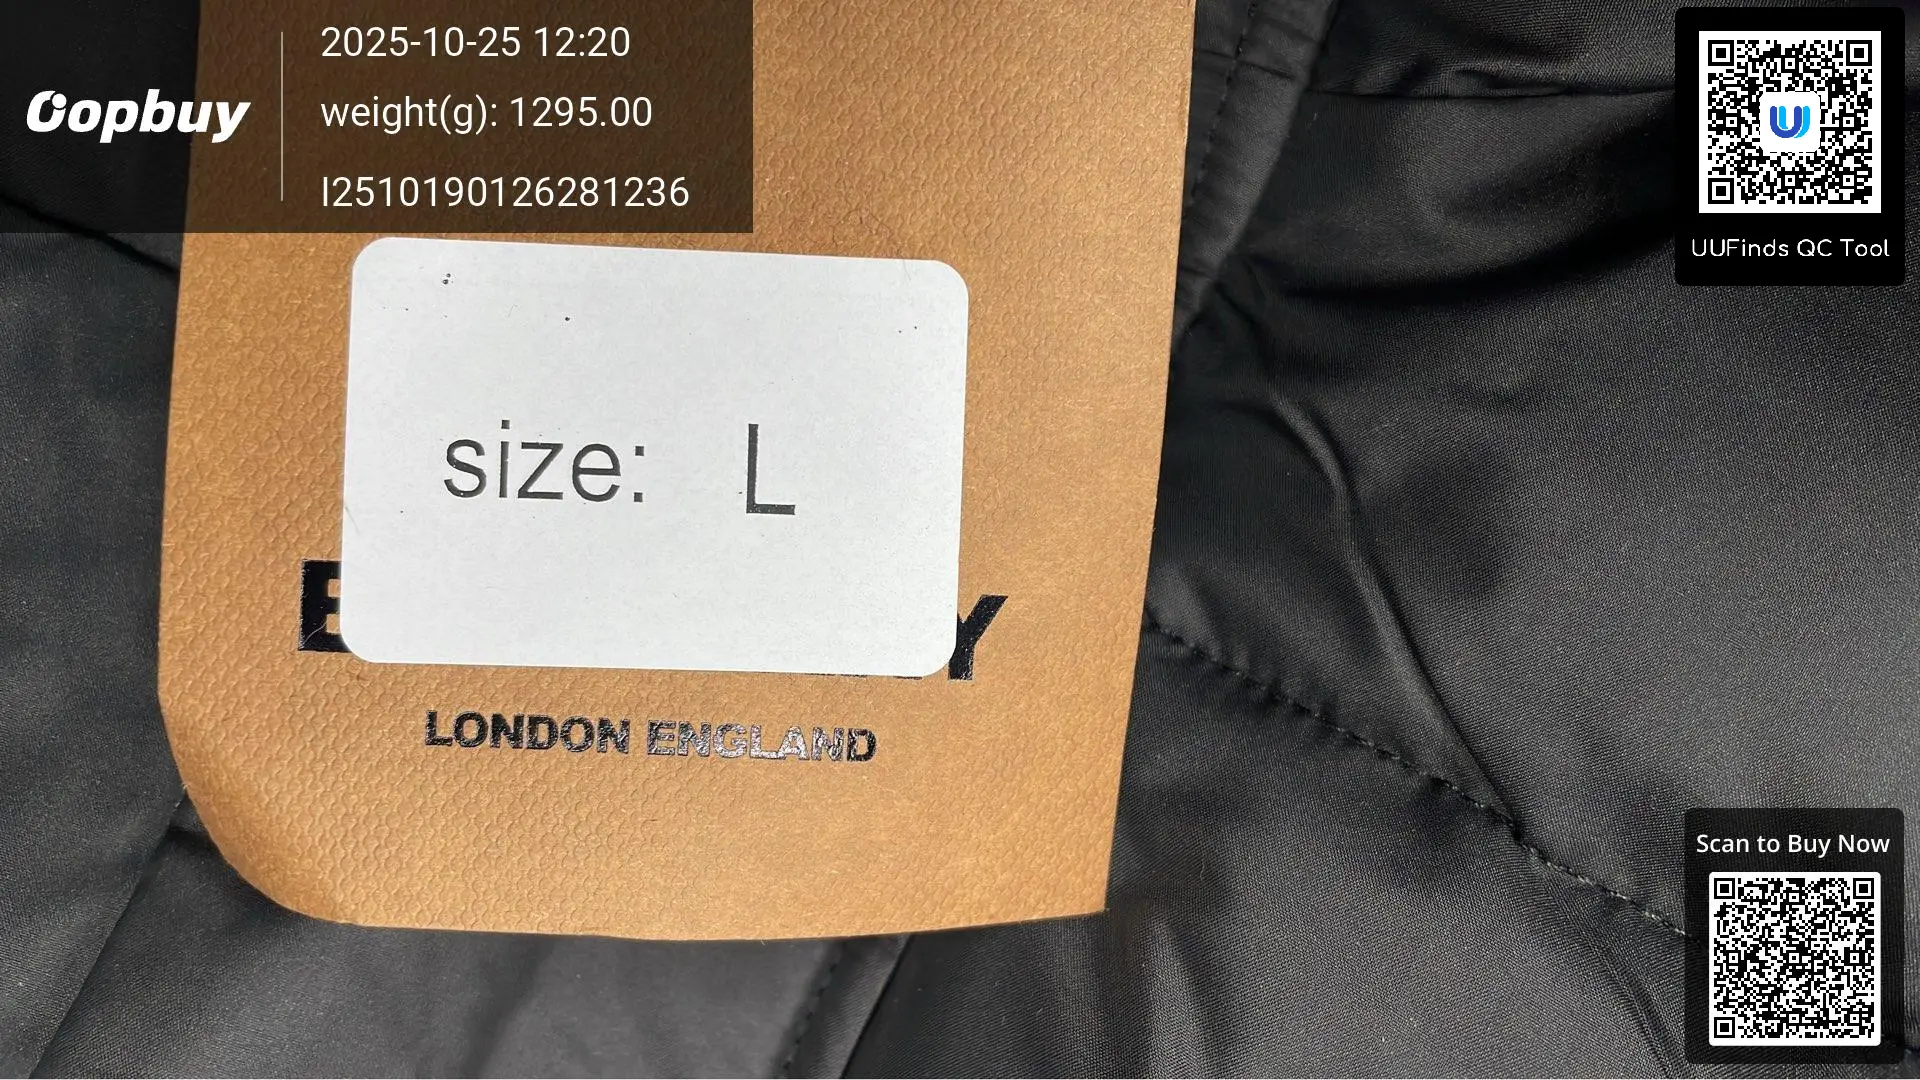 Oopbuy
2025-10-25 12:20
weight(g): 1295.00
I2510190126281236
UUFinds QC Tool
size: L
LONDON ENGLAND
Scan to Buy Now